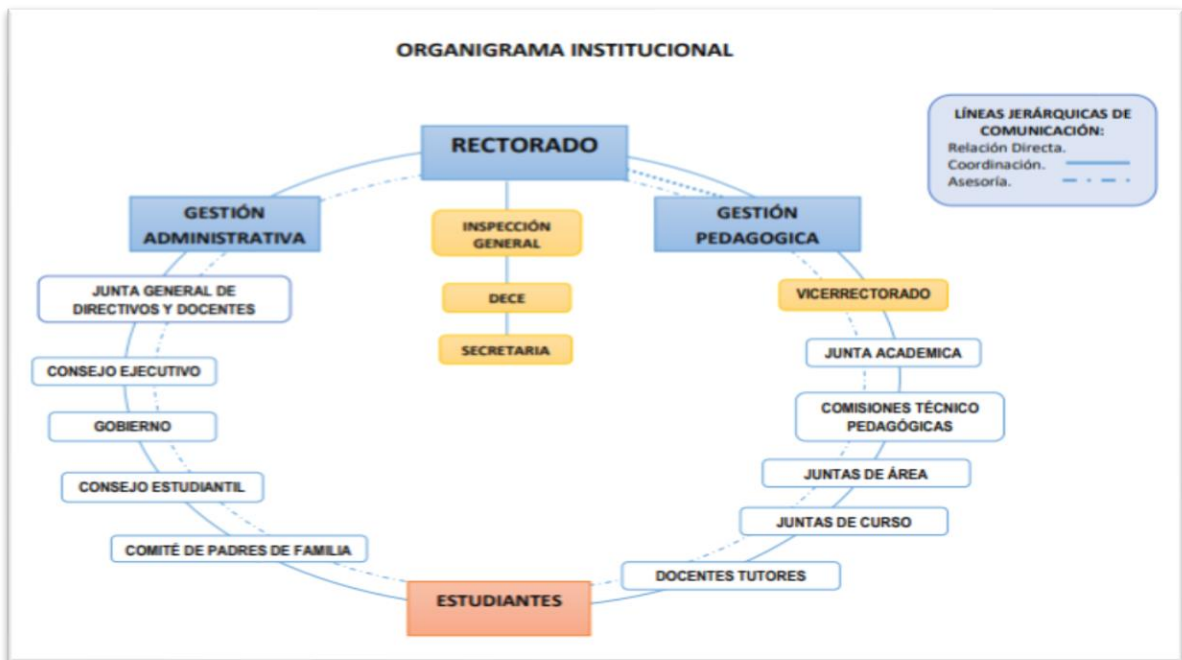 ORGANIGRAMA INSTITUCIONAL
LÍNEAS JERÁRQUICAS DE
COMUNICACIÓN:
Relación Directa.
Coordinación.
Asesoría.
RECTORADO
GESTIÓN
ADMINISTRATIVA
INSPECCIÓN
GENERAL
GESTIÓN
PEDAGOGICA
JUNTA GENERAL DE
DIRECTIVOS Y DOCENTES
DECE
VICERRECTORADO
SECRETARIA
JUNTA ACADEMICA
CONSEJO EJECUTIVO
COMISIONES TÉCNICO
PEDAGÓGICAS
GOBIERNO
JUNTAS DE ÁREA
CONSEJO ESTUDIANTIL
JUNTAS DE CURSO
COMITÉ DE PADRES DE FAMILIA
DOCENTES TUTORES
ESTUDIANTES